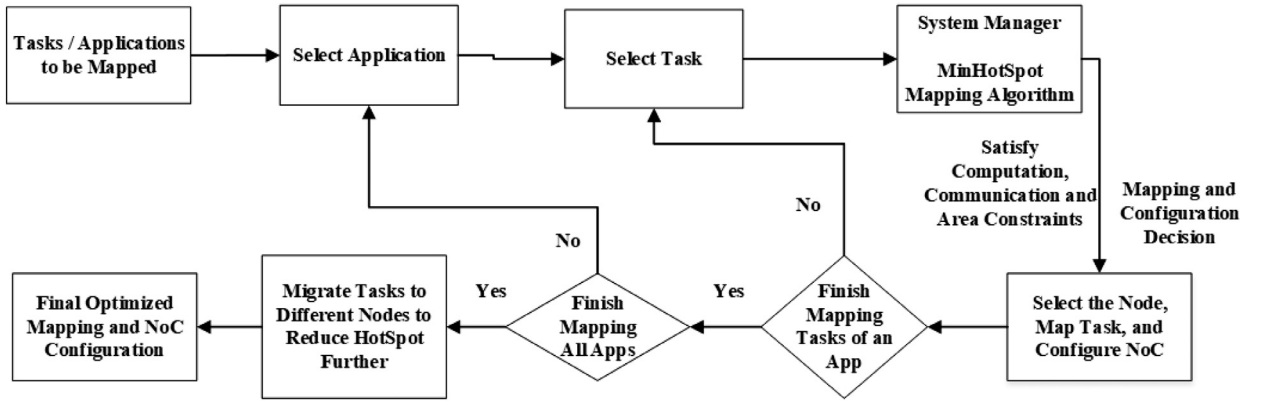 Tasks / Applications
to be Mapped
Select Application
Select Task
System Manager
MinHotSpot
Mapping Algorithm
Satisfy
Computation,
Communication and
Area Constraints
Mapping and
Configuration
Decision
Select the Node,
Map Task, and
Configure NoC
No
Finish
Mapping
Tasks of an
App
Yes
No
Finish
Mapping
All Apps
Yes
Migrate Tasks to
Different Nodes to
Reduce HotSpot
Further
Final Optimized
Mapping and NoC
Configuration